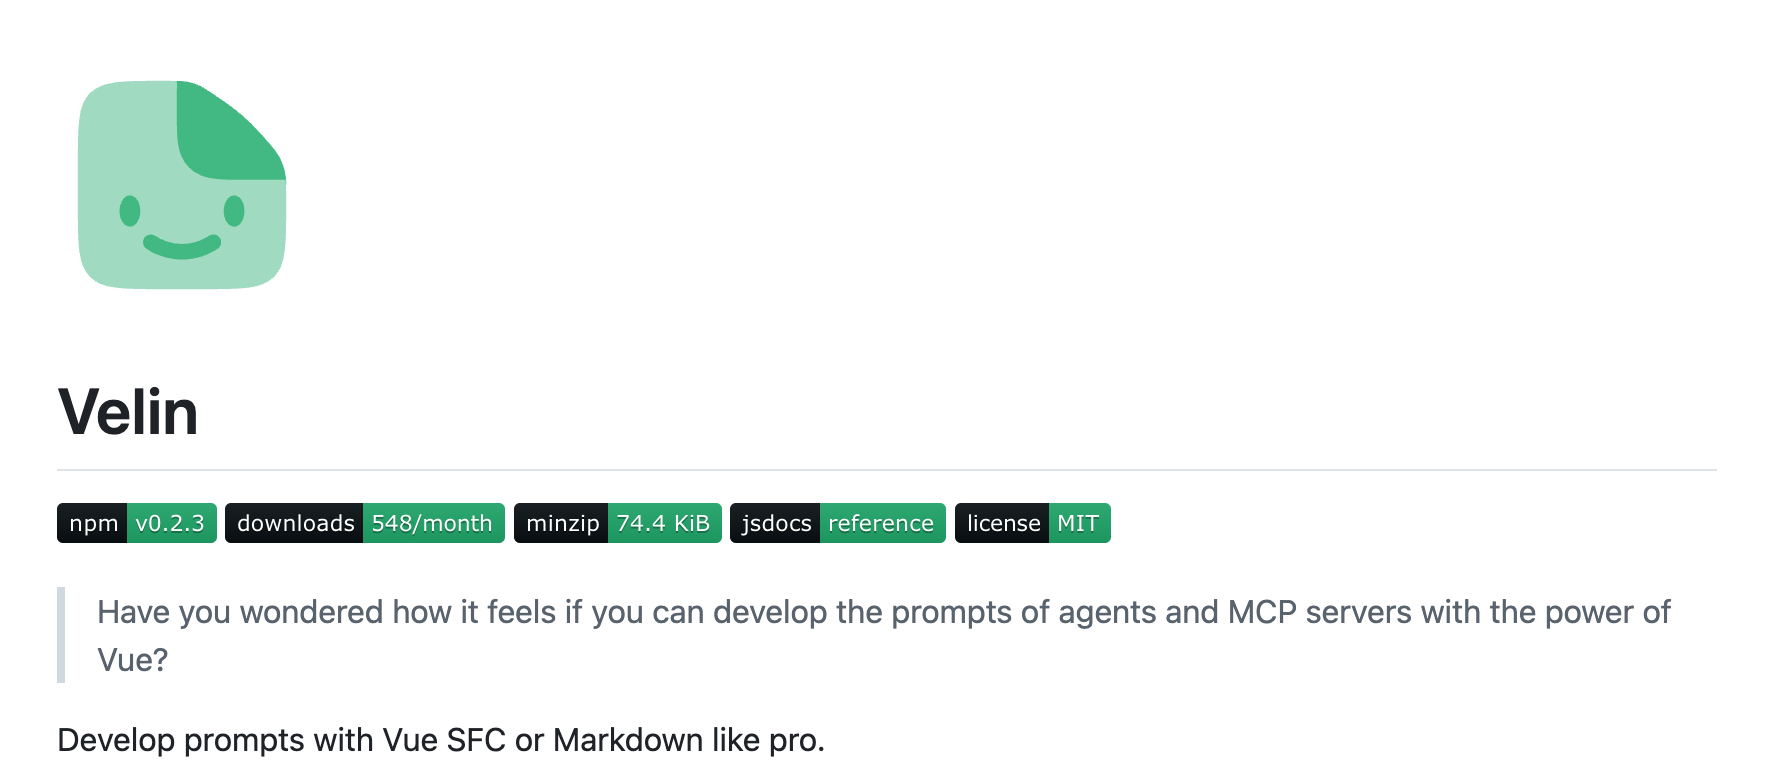 Velin
npm v0.2.3 downloads 548/month minzip 74.4 KiB jsdocs reference license MIT
Have you wondered how it feels if you can develop the prompts of agents and MCP servers with the power of
Vue?
Develop prompts with Vue SFC or Markdown like pro.